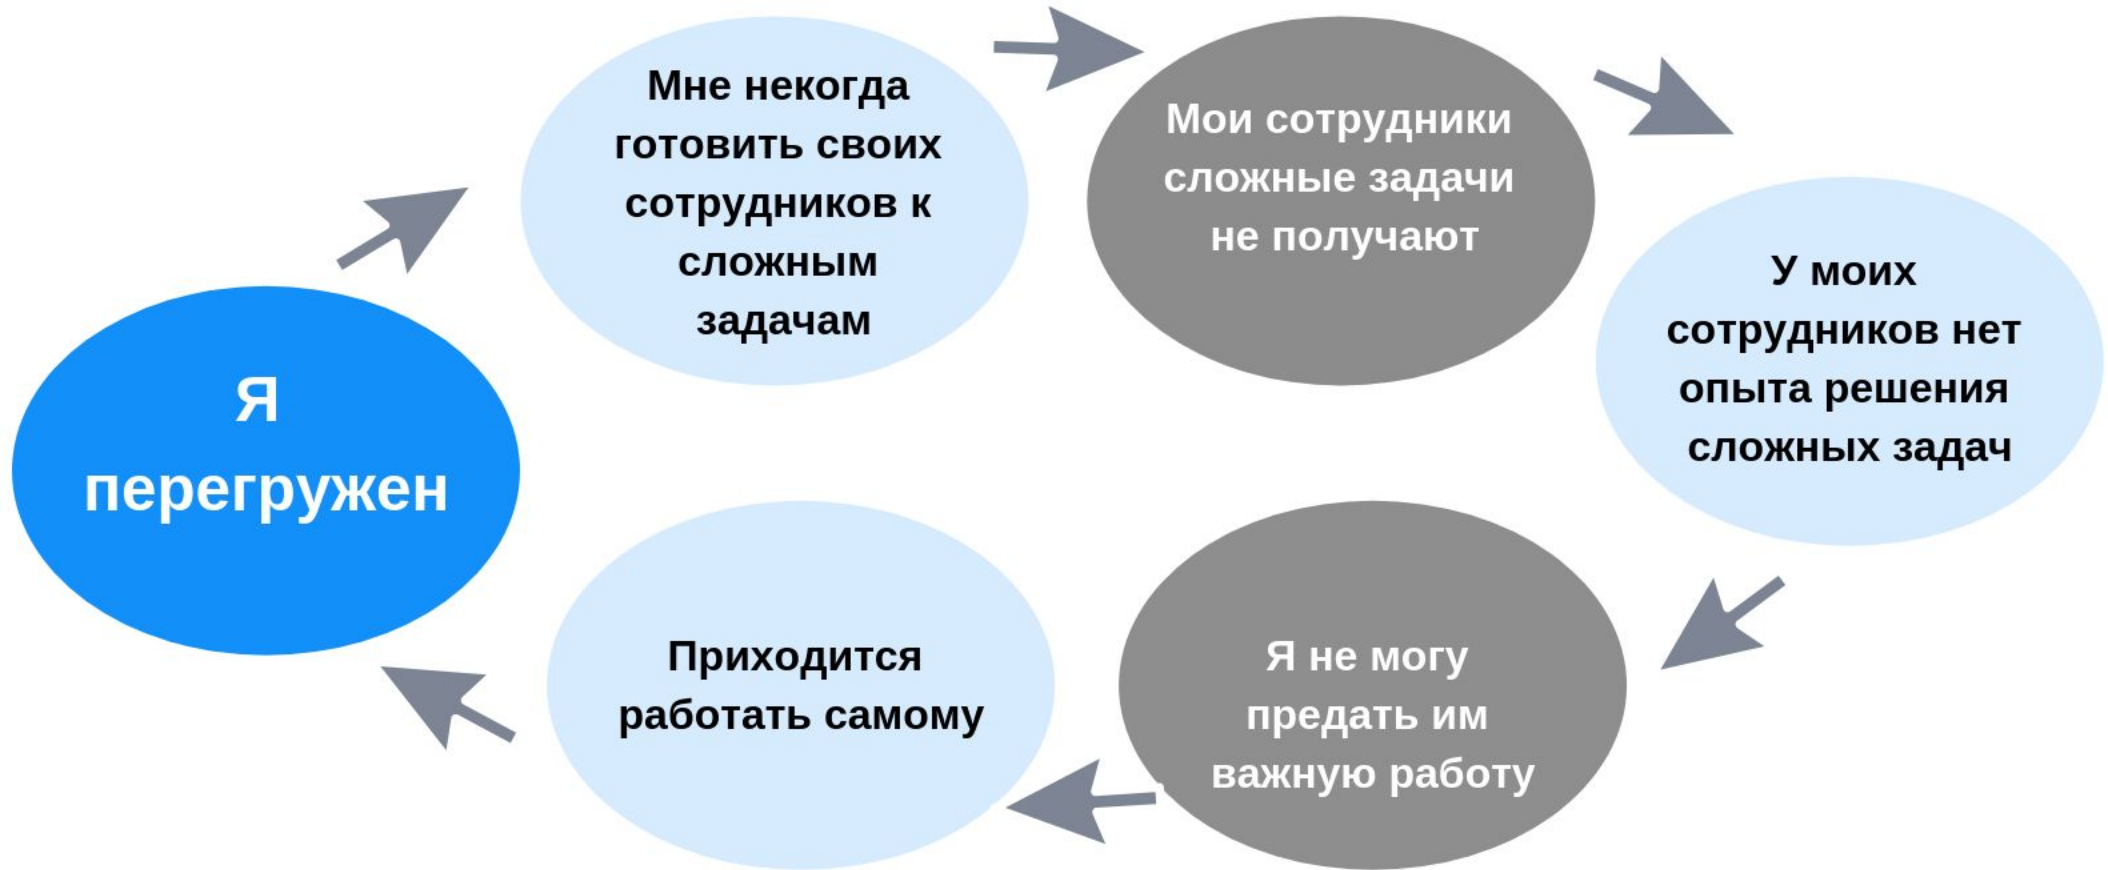 Я
перегружен
Мне некогда
готовить своих
сотрудников к
сложным
задачам
Мои сотрудники
сложные задачи
не получают
У моих
сотрудников нет
опыта решения
сложных задач
Я не могу
предать им
важную работу
Приходится
работать самому